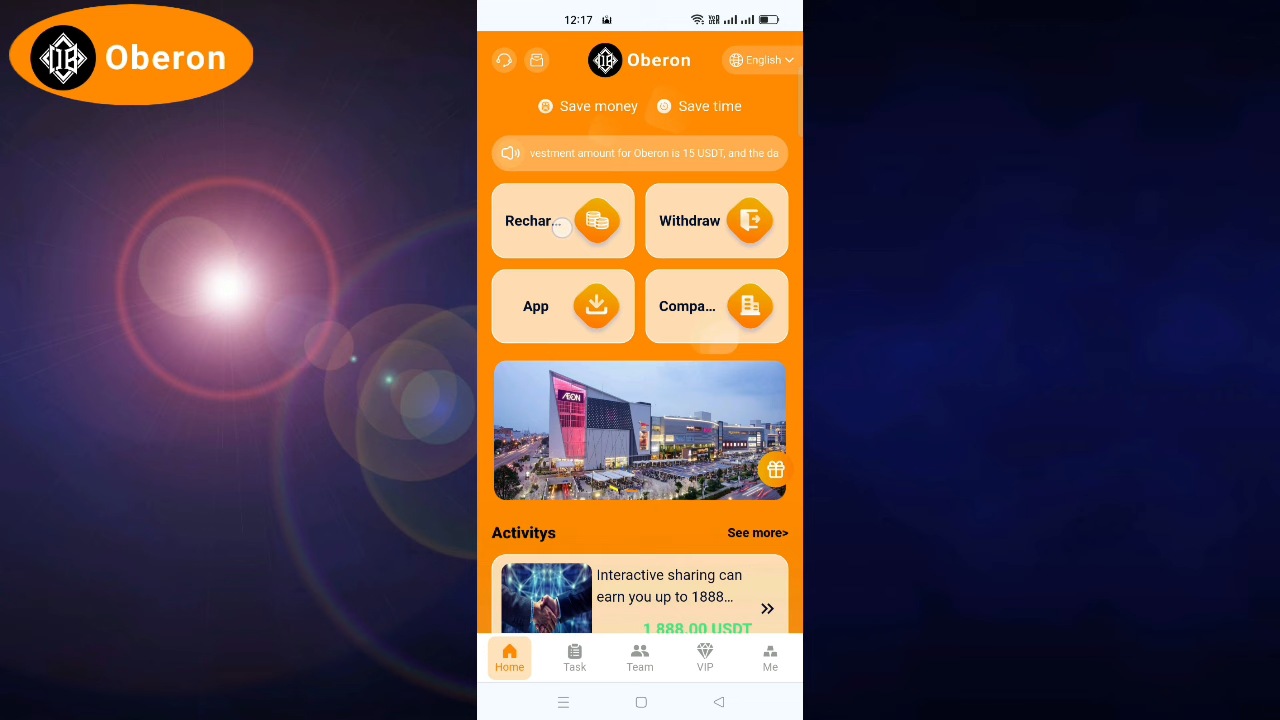 Oberon
12:17
Oberon
English
Save money
Save time
vestment amount for Oberon is 15 USDT, and the da
Rechar...
Withdraw
App
Compa...
ÆON
Activitys
See more>
Interactive sharing can
earn you up to 1888...
1,888.00 USDT
Home
Task
Team
VIP
Me